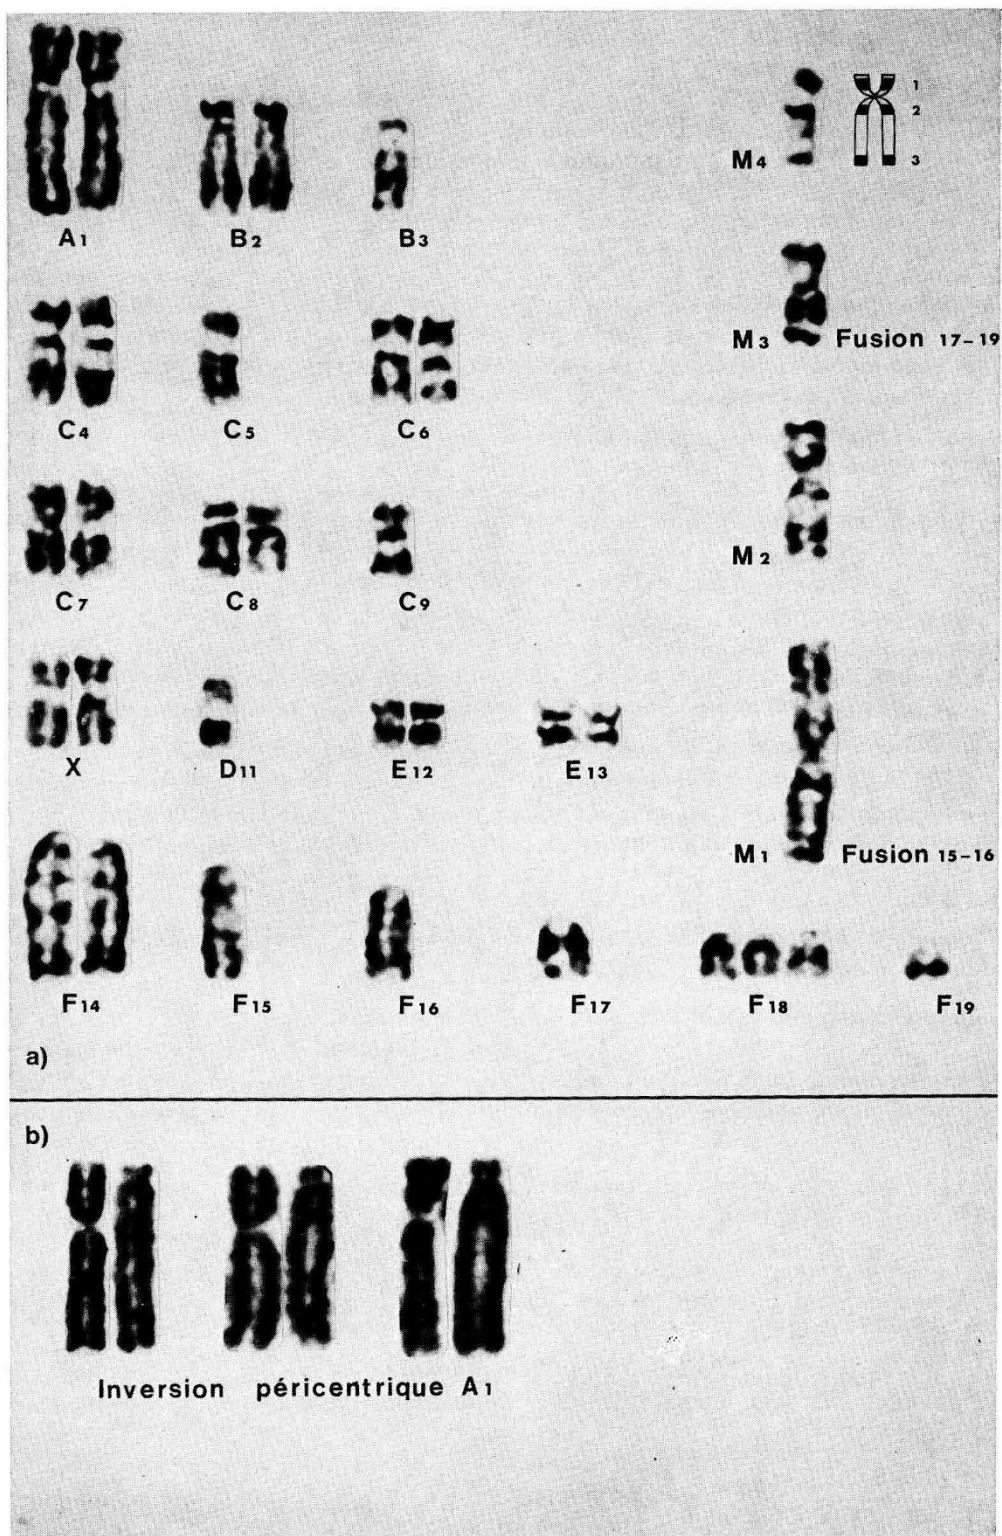 1
2
M4 3
A1 B2 B3
M3 Fusion 17-19
C4 C5 C6
M2
C7 C8 C9
X D11 E12 E13
M1 Fusion 15-16
F14 F15 F16 F17 F18 F19
a)
b)
Inversion péricentrique A1